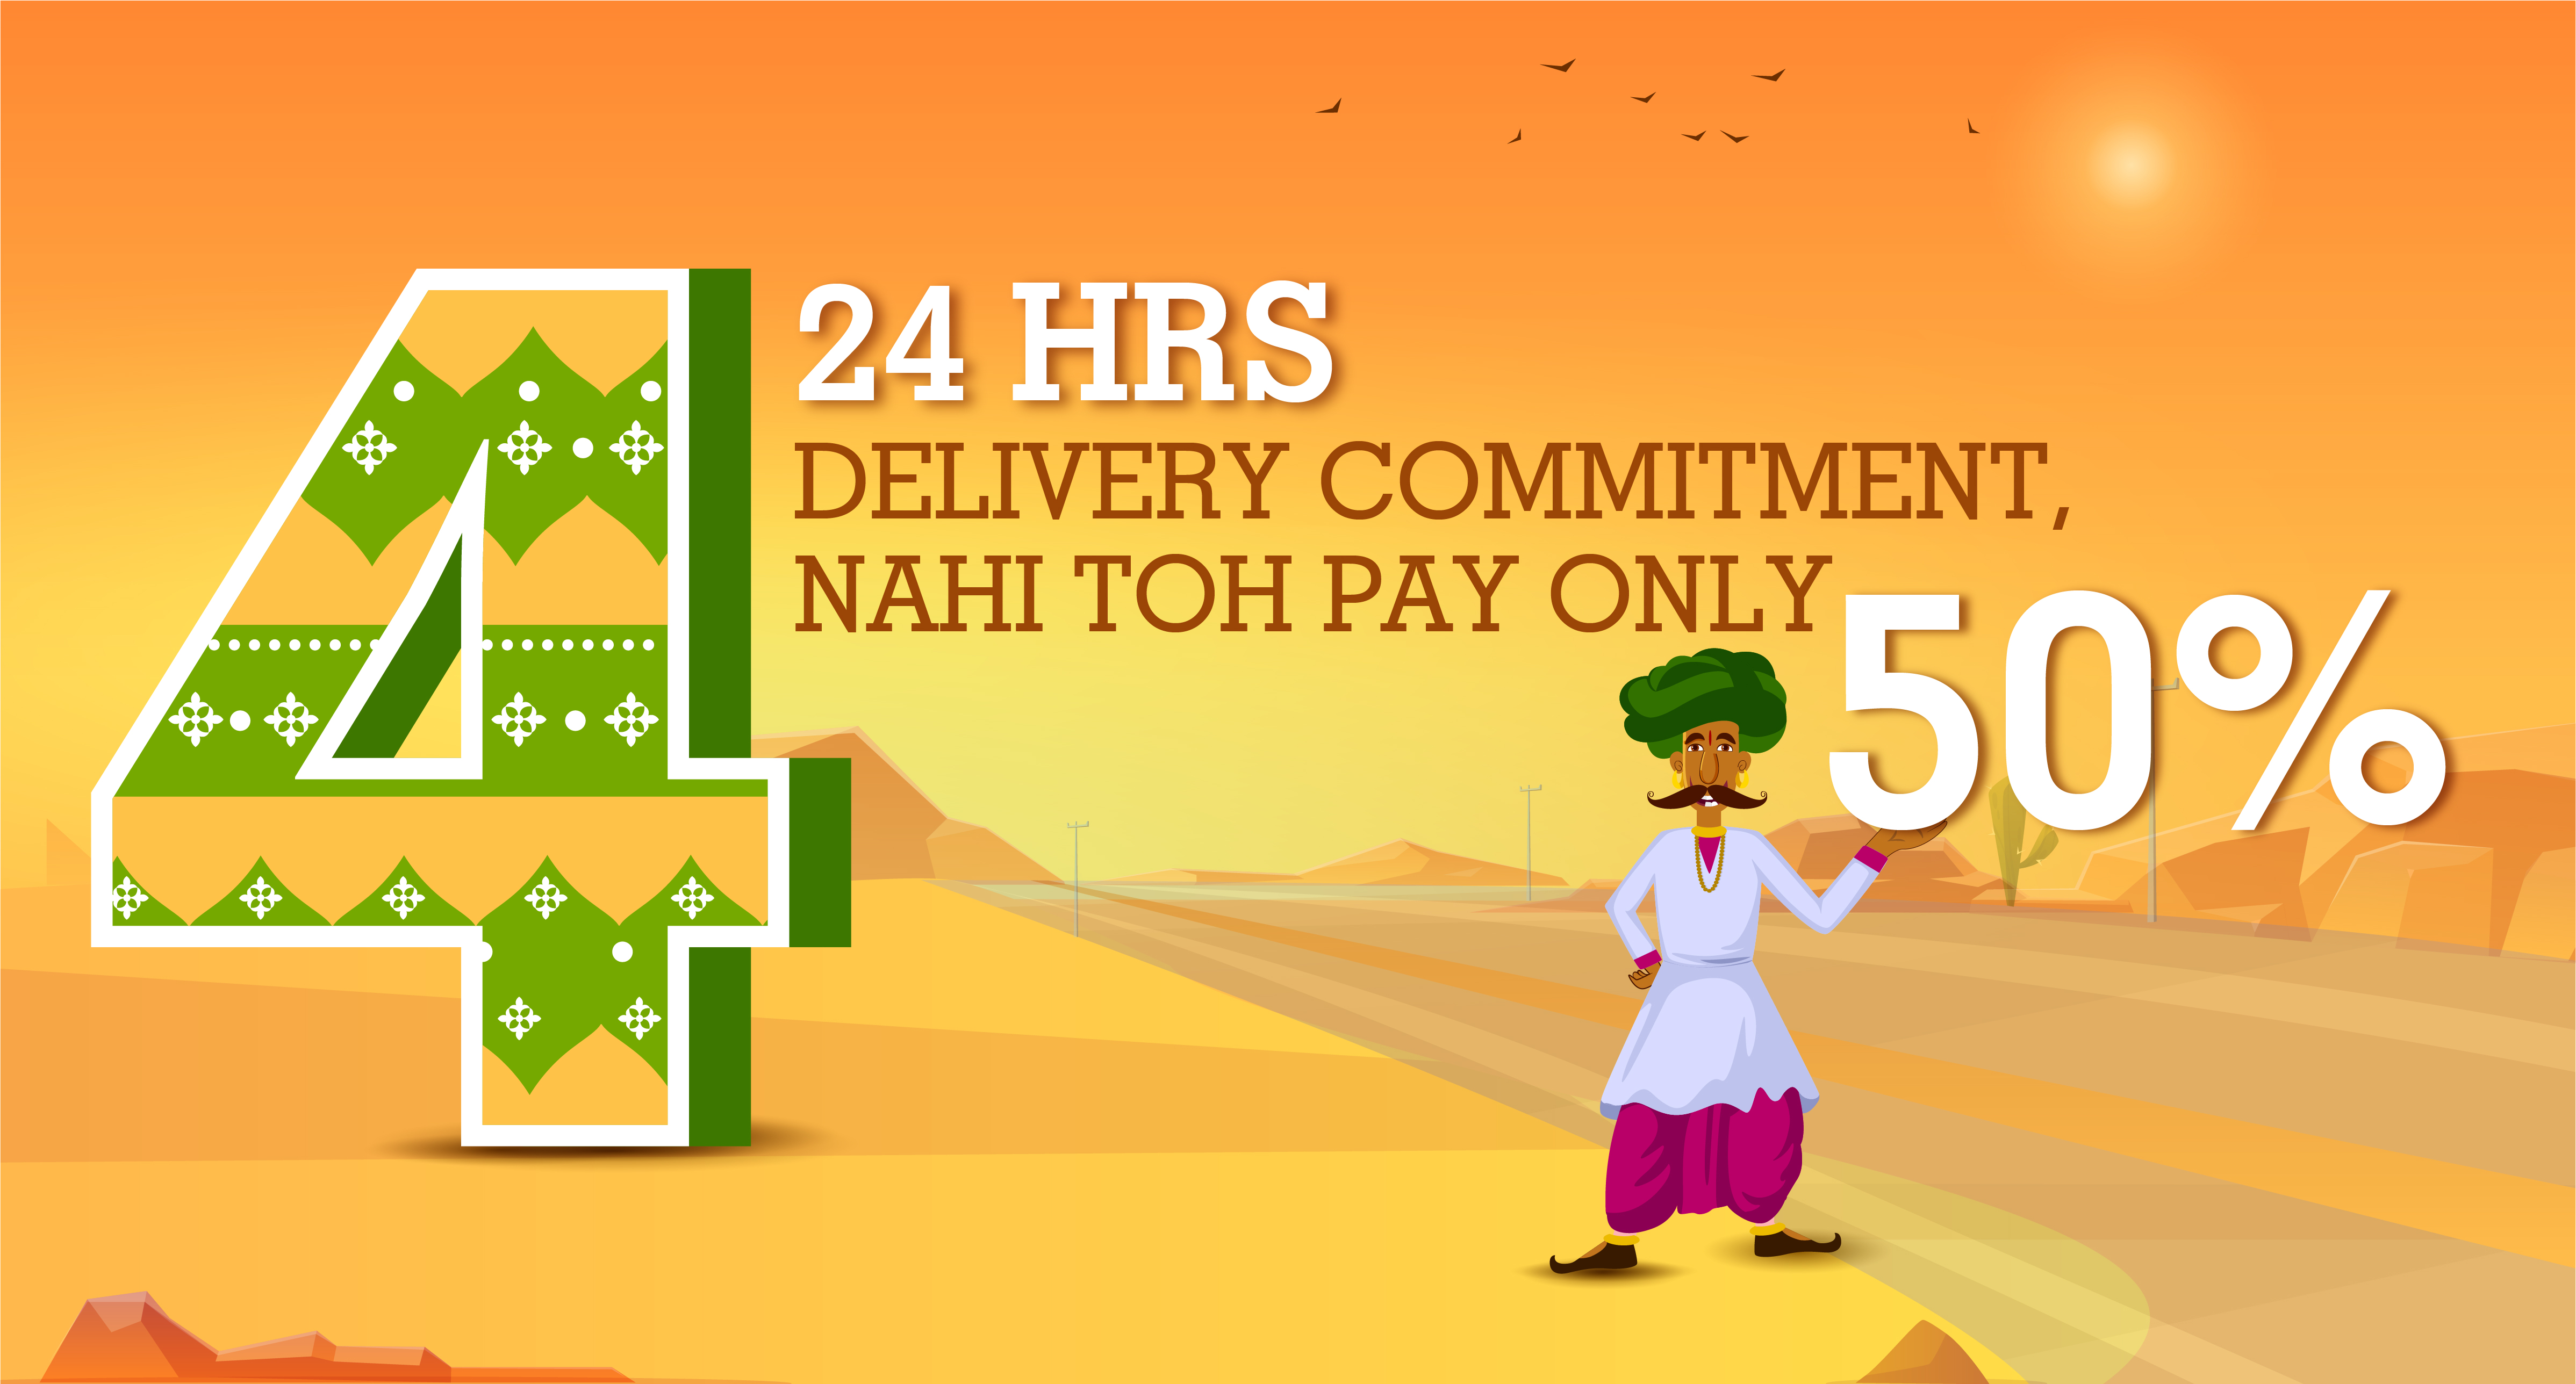 4
24 HRS
DELIVERY COMMITMENT,
NAHI TOH PAY ONLY
50%